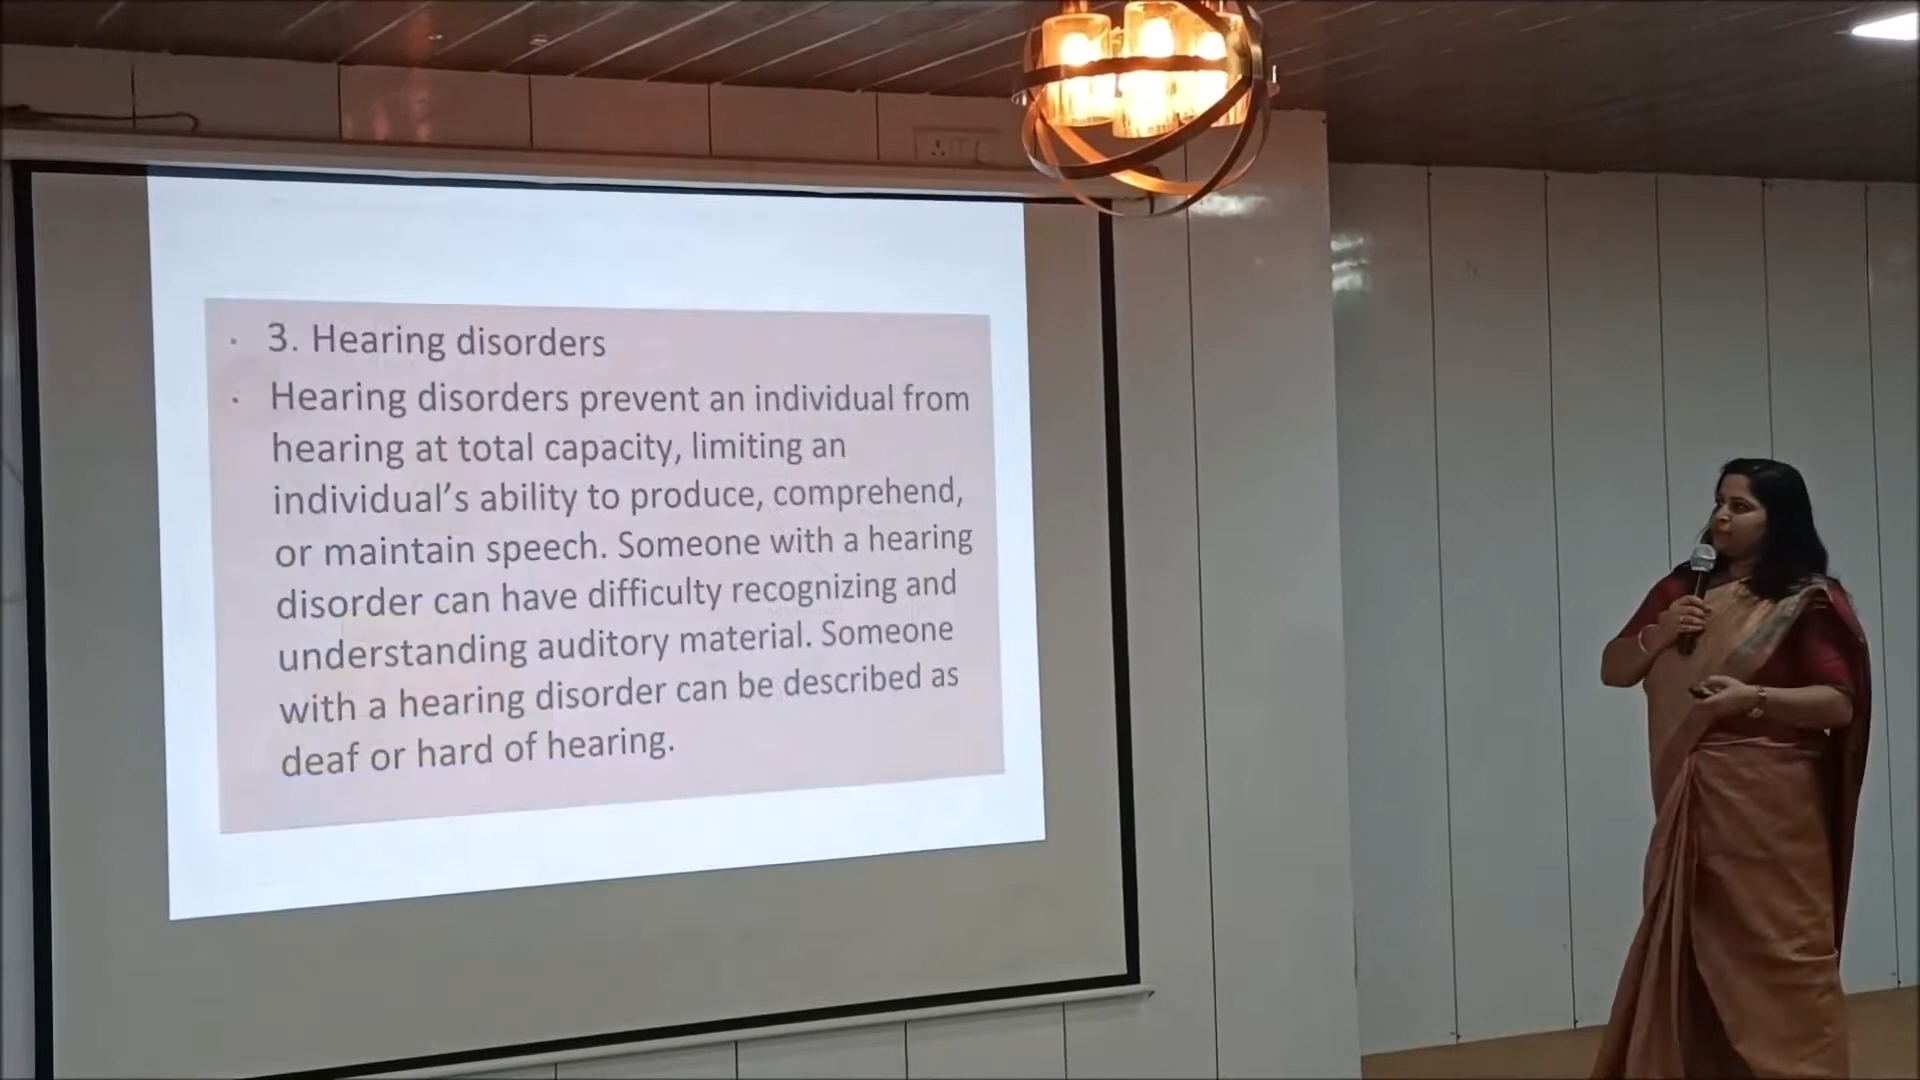 · 3. Hearing disorders
· Hearing disorders prevent an individual from
hearing at total capacity, limiting an
individual’s ability to produce, comprehend,
or maintain speech. Someone with a hearing
disorder can have difficulty recognizing and
understanding auditory material. Someone
with a hearing disorder can be described as
deaf or hard of hearing.